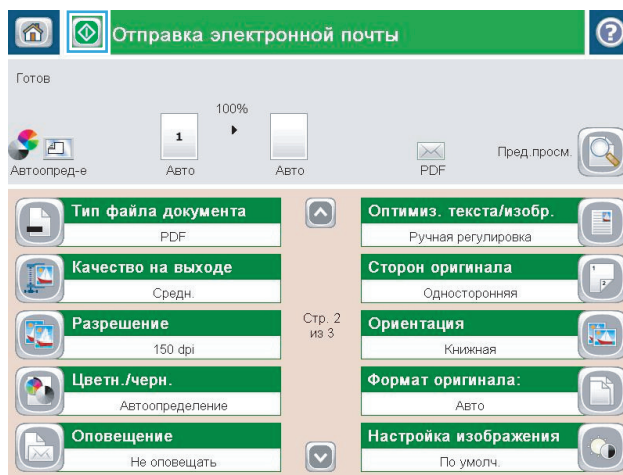 Отправка электронной почты
?
Готов
100%
1
Автоопред-е
Авто
Авто
PDF
Пред.просм.
Тип файла документа
PDF
Качество на выходе
Средн.
Разрешение
150 dpi
Цветн./черн.
Автоопределение
Оповещение
Не оповещать
Стр. 2
из 3
Оптимиз. текста/изобр.
Ручная регулировка
Сторон оригинала
Односторонняя
1
2
Ориентация
Книжная
Формат оригинала:
Авто
Настройка изображения
По умолч.